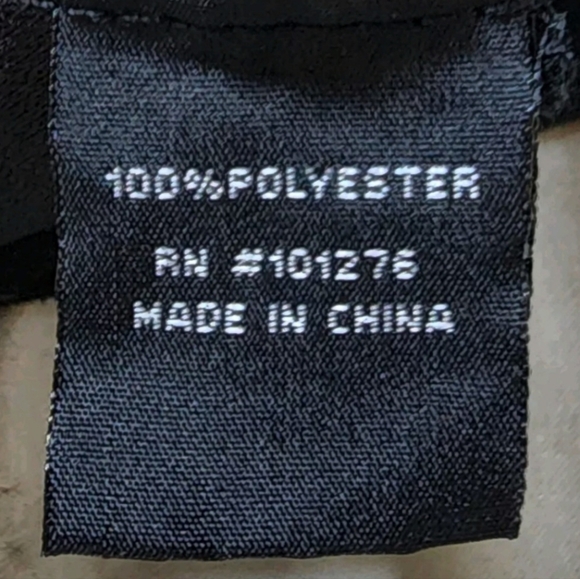 100%POLYESTER
RN #101276
MADE IN CHINA